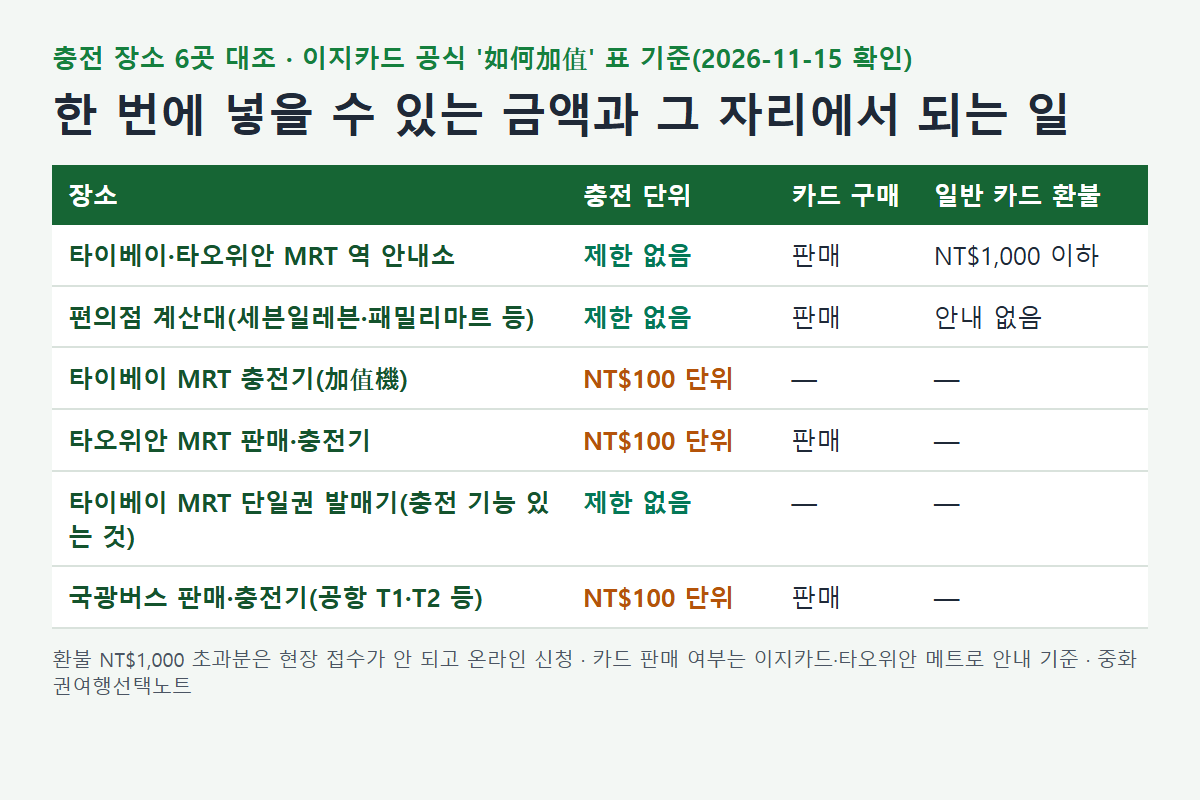 충전 장소 6곳 대조 · 이지카드 공식 '如何加值' 표 기준(2026-11-15 확인)
한 번에 넣을 수 있는 금액과 그 자리에서 되는 일
장소 충전 단위 카드 구매 일반 카드 환불
타이베이·타오위안 MRT 역 안내소 제한 없음 판매 NT$1,000 이하
편의점 계산대(세븐일레븐·패밀리마트 등) 제한 없음 판매 안내 없음
타이베이 MRT 충전기(加值機) NT$100 단위 — —
타오위안 MRT 판매·충전기 NT$100 단위 판매 —
타이베이 MRT 단일권 발매기(충전 기능 있 제한 없음 — —
는 것)
국광버스 판매·충전기(공항 T1·T2 등) NT$100 단위 판매 —
환불 NT$1,000 초과분은 현장 접수가 안 되고 온라인 신청 · 카드 판매 여부는 이지카드·타오위안 메트로 안내 기준 · 중화
권여행선택노트